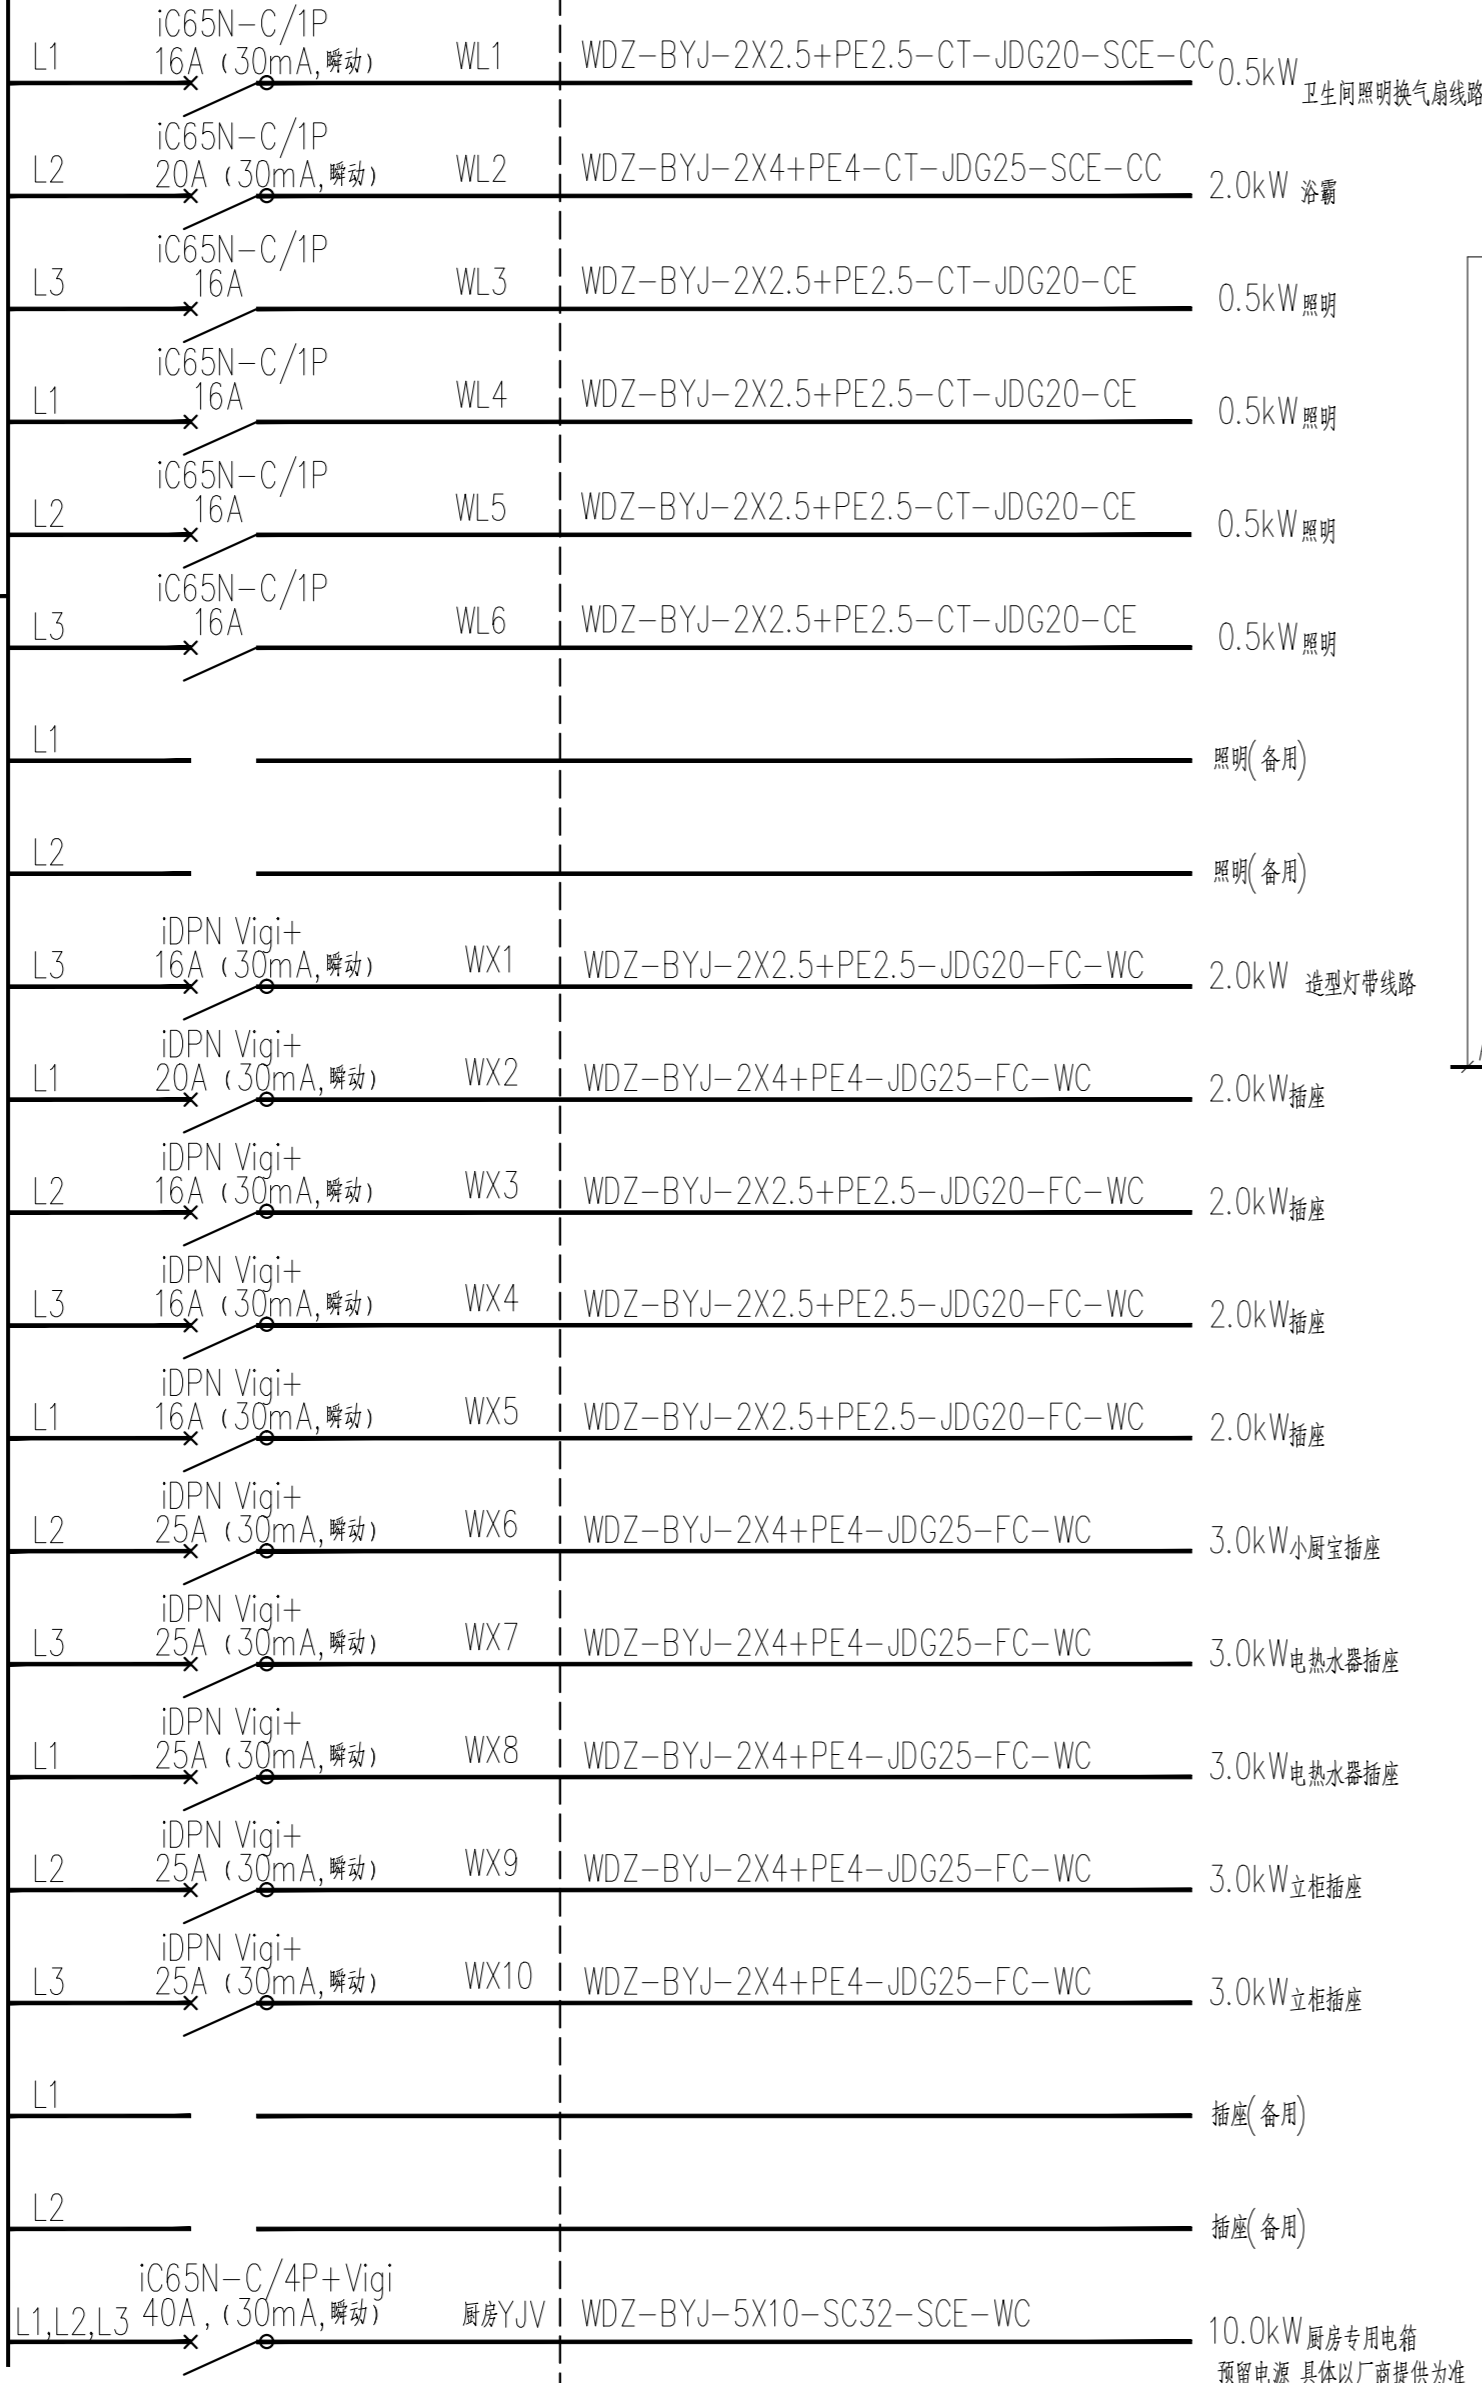 iC65N-C/1P
L1 16A (30mA,瞬动) WL1 WDZ-BYJ-2X2.5+PE2.5-CT-JDG20-SCE-CC 0.5kW 卫生间照明换气扇线路
iC65N-C/1P
L2 20A (30mA,瞬动) WL2 WDZ-BYJ-2X4+PE4-CT-JDG25-SCE-CC 2.0kW 浴霸
iC65N-C/1P
L3 16A WL3 WDZ-BYJ-2X2.5+PE2.5-CT-JDG20-CE 0.5kW照明
iC65N-C/1P
L1 16A WL4 WDZ-BYJ-2X2.5+PE2.5-CT-JDG20-CE 0.5kW照明
iC65N-C/1P
L2 16A WL5 WDZ-BYJ-2X2.5+PE2.5-CT-JDG20-CE 0.5kW照明
iC65N-C/1P
L3 16A WL6 WDZ-BYJ-2X2.5+PE2.5-CT-JDG20-CE 0.5kW照明
L1 照明(备用)
L2 照明(备用)
iDPN Vigi+
L3 16A (30mA,瞬动) WX1 WDZ-BYJ-2X2.5+PE2.5-JDG20-FC-WC 2.0kW 造型灯带线路
iDPN Vigi+
L1 20A (30mA,瞬动) WX2 WDZ-BYJ-2X4+PE4-JDG25-FC-WC 2.0kW插座
iDPN Vigi+
L2 16A (30mA,瞬动) WX3 WDZ-BYJ-2X2.5+PE2.5-JDG20-FC-WC 2.0kW插座
iDPN Vigi+
L3 16A (30mA,瞬动) WX4 WDZ-BYJ-2X2.5+PE2.5-JDG20-FC-WC 2.0kW插座
iDPN Vigi+
L1 16A (30mA,瞬动) WX5 WDZ-BYJ-2X2.5+PE2.5-JDG20-FC-WC 2.0kW插座
iDPN Vigi+
L2 25A (30mA,瞬动) WX6 WDZ-BYJ-2X4+PE4-JDG25-FC-WC 3.0kW小厨宝插座
iDPN Vigi+
L3 25A (30mA,瞬动) WX7 WDZ-BYJ-2X4+PE4-JDG25-FC-WC 3.0kW电热水器插座
iDPN Vigi+
L1 25A (30mA,瞬动) WX8 WDZ-BYJ-2X4+PE4-JDG25-FC-WC 3.0kW电热水器插座
iDPN Vigi+
L2 25A (30mA,瞬动) WX9 WDZ-BYJ-2X4+PE4-JDG25-FC-WC 3.0kW立柜插座
iDPN Vigi+
L3 25A (30mA,瞬动) WX10 WDZ-BYJ-2X4+PE4-JDG25-FC-WC 3.0kW立柜插座
L1 插座(备用)
L2 插座(备用)
iC65N-C/4P+Vigi
L1,L2,L3 40A,(30mA,瞬动) 厨房YJV WDZ-BYJ-5X10-SC32-SCE-WC 10.0kW厨房专用电箱
预留电源 具体以厂商提供为准